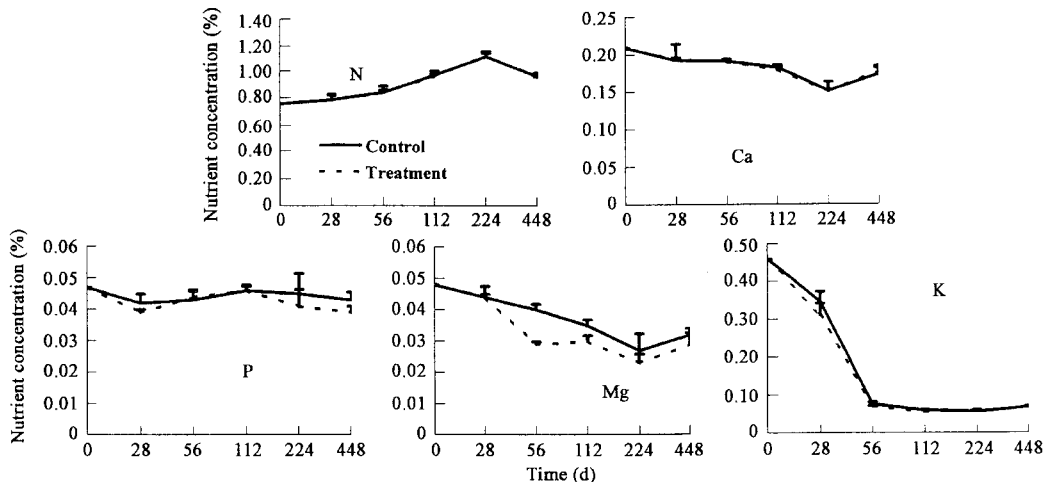 Nutrient concentration (%)
1.40
1.20
1.00
0.80
0.60
0.40
0.20
0
N
Control
Treatment
0 28 56 112 224 448
0.25
0.20
0.15
0.10
0.05
0.00
Ca
0 28 56 112 224 448
Nutrient concentration (%)
0.06
0.05
0.04
0.03
0.02
0.01
0
P
0 28 56 112 224 448
0.06
0.05
0.04
0.03
0.02
0.01
0
Mg
0 28 56 112 224 448
0.50
0.40
0.30
0.20
0.10
0
K
0 28 56 112 224 448
Time (d)